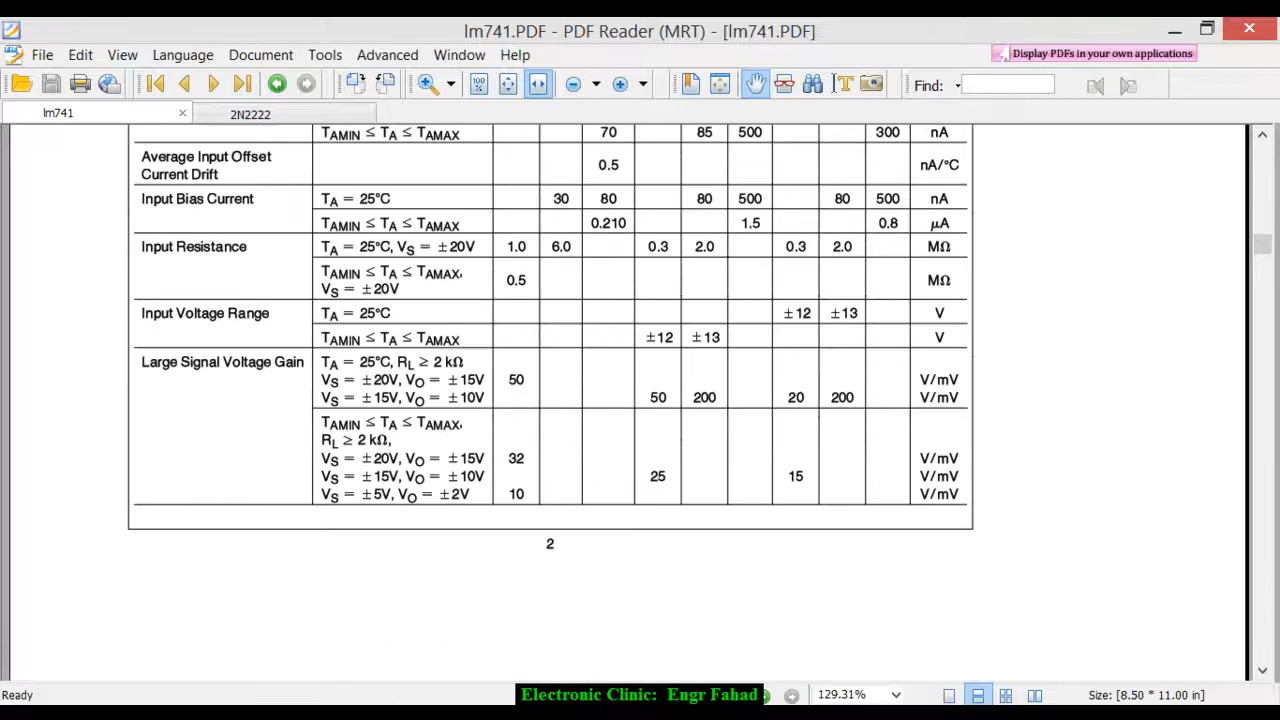 lm741.PDF - PDF Reader (MRT) - [lm741.PDF]
File Edit View Language Document Tools Advanced Window Help
Display PDFs in your own applications
Find:
lm741 2N2222
TAMIN ≤ TA ≤ TAMAX 70 85 500 300 nA
Average Input Offset
Current Drift 0.5 nA/°C
Input Bias Current TA = 25°C 30 80 80 500 80 500 nA
TAMIN ≤ TA ≤ TAMAX 0.210 1.5 0.8 μA
Input Resistance TA = 25°C, VS = ±20V 1.0 6.0 0.3 2.0 0.3 2.0 MΩ
TAMIN ≤ TA ≤ TAMAX,
VS = ±20V 0.5 MΩ
Input Voltage Range TA = 25°C ±12 ±13 V
TAMIN ≤ TA ≤ TAMAX ±12 ±13 V
Large Signal Voltage Gain TA = 25°C, RL ≥ 2 kΩ
VS = ±20V, VO = ±15V 50 V/mV
VS = ±15V, VO = ±10V 50 200 20 200 V/mV
TAMIN ≤ TA ≤ TAMAX,
RL ≥ 2 kΩ,
VS = ±20V, VO = ±15V 32 V/mV
VS = ±15V, VO = ±10V 25 15 V/mV
VS = ±5V, VO = ±2V 10 V/mV
2
Ready
Electronic Clinic: Engr Fahad
129.31%
Size: [8.50 * 11.00 in]